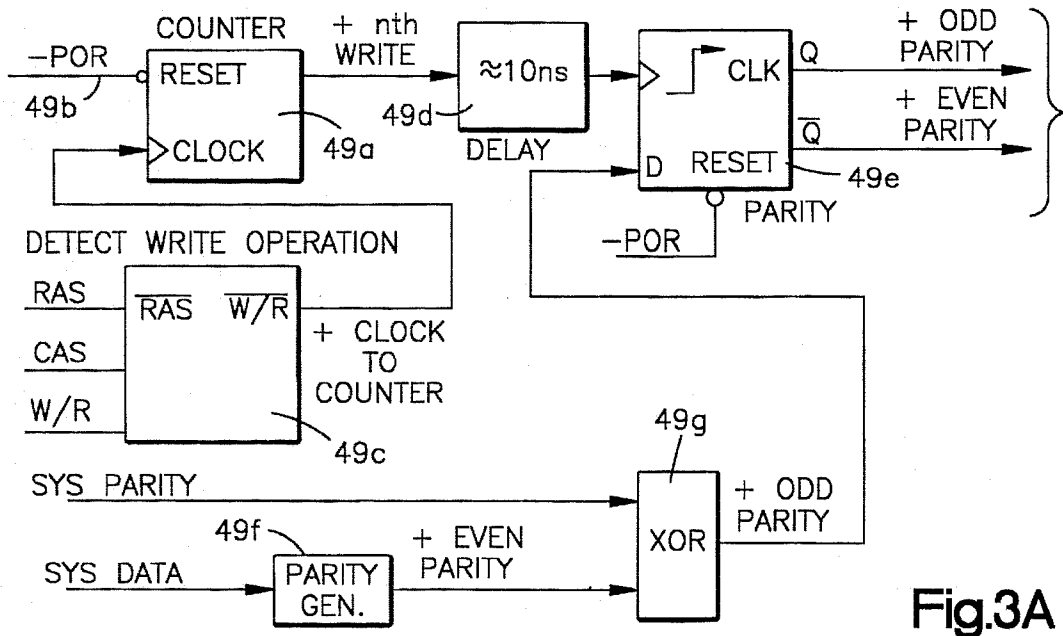 COUNTER
-POR
49b
RESET
CLOCK
49a
+ nth
WRITE
≈10ns
49d
DELAY
CLK
D
RESET
Q
Q̅
49e
PARITY
-POR
+ ODD
PARITY
+ EVEN
PARITY
DETECT WRITE OPERATION
RAS
CAS
W/R
R̅A̅S̅
W̅/̅R̅
49c
+ CLOCK
TO
COUNTER
SYS PARITY
SYS DATA
49f
PARITY
GEN.
+ EVEN
PARITY
49g
XOR
+ ODD
PARITY
Fig.3A